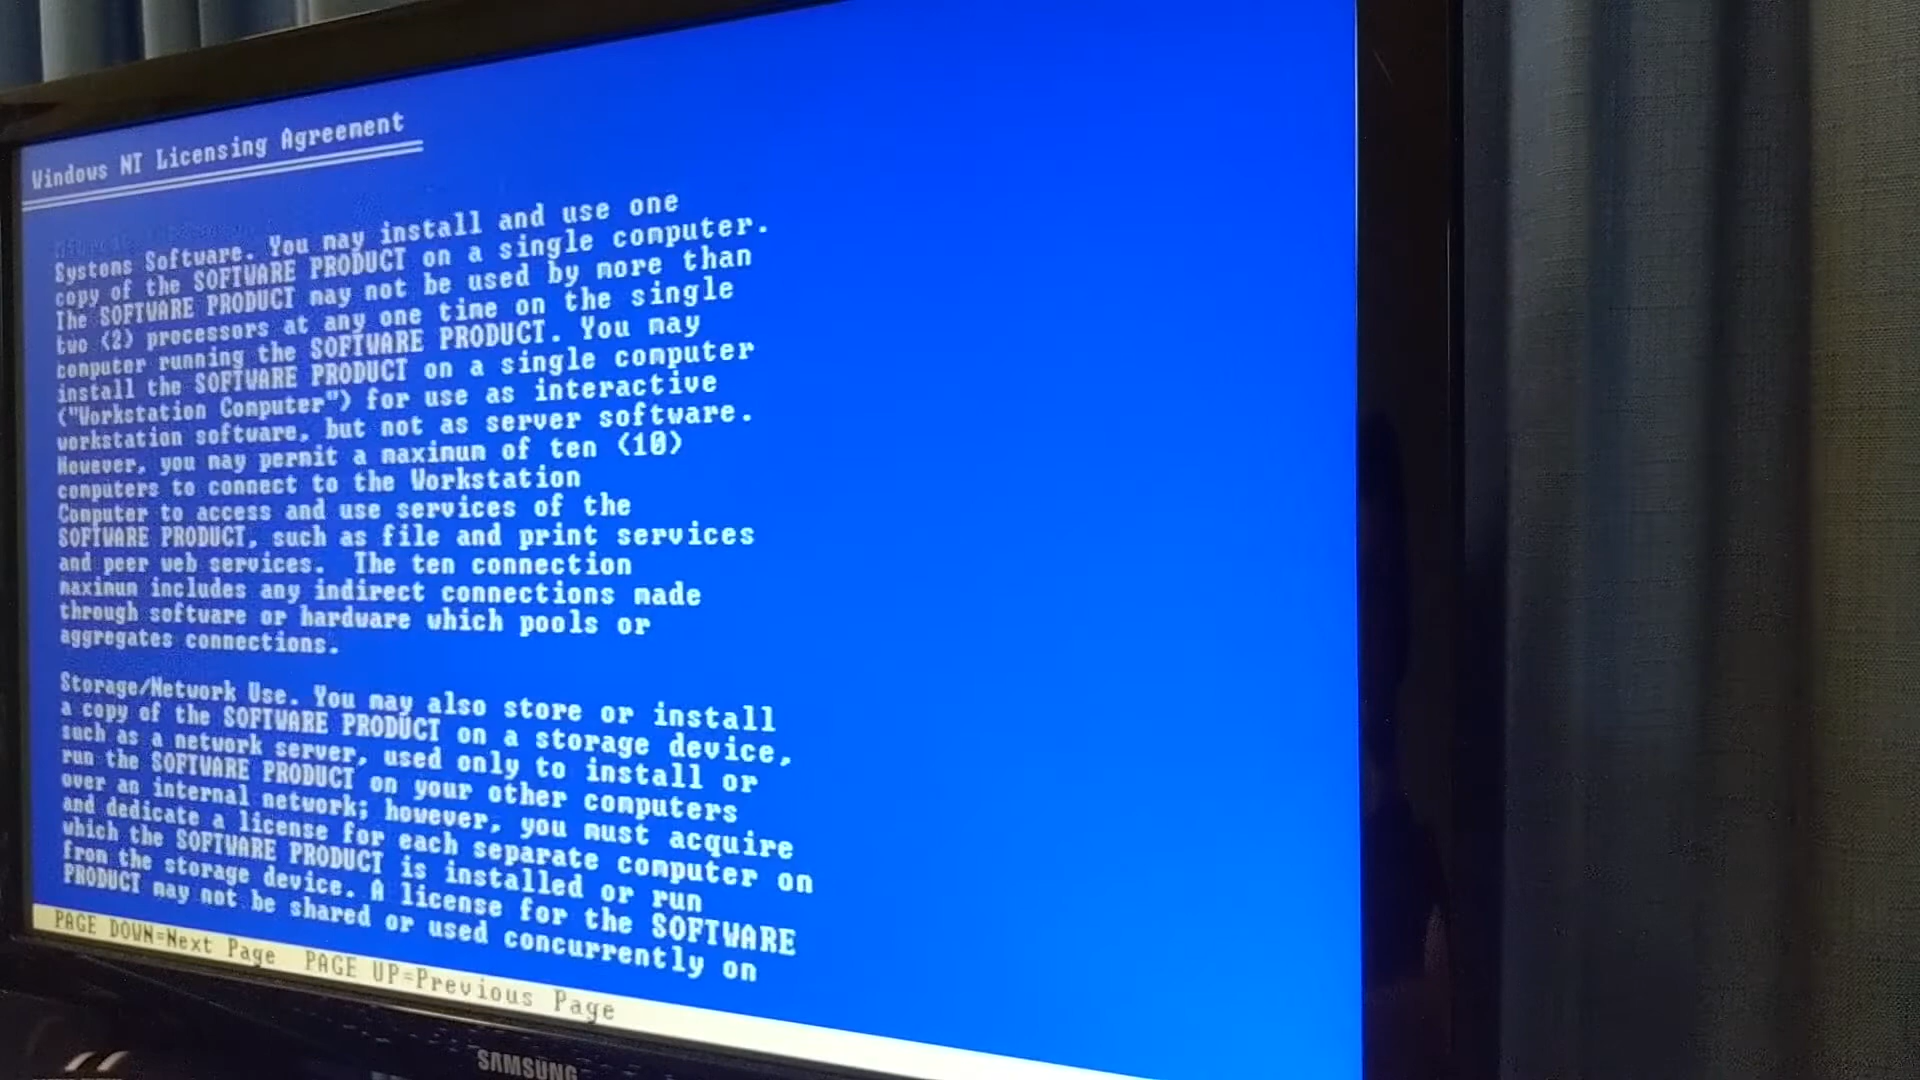 Windows NT Licensing Agreement
Systems Software. You may install and use one
copy of the SOFTWARE PRODUCT on a single computer.
The SOFTWARE PRODUCT may not be used by more than
two (2) processors at any one time on the single
computer running the SOFTWARE PRODUCT. You may
install the SOFTWARE PRODUCT on a single computer
("Workstation Computer") for use as interactive
workstation software, but not as server software.
However, you may permit a maximum of ten (10)
computers to connect to the Workstation
Computer to access and use services of the
SOFTWARE PRODUCT, such as file and print services
and peer web services.  The ten connection
maximum includes any indirect connections made
through software or hardware which pools or
aggregates connections.
Storage/Network Use. You may also store or install
a copy of the SOFTWARE PRODUCT on a storage device,
such as a network server, used only to install or
run the SOFTWARE PRODUCT on your other computers
over an internal network; however, you must acquire
and dedicate a license for each separate computer on
which the SOFTWARE PRODUCT is installed or run
from the storage device. A license for the SOFTWARE
PRODUCT may not be shared or used concurrently on
PAGE DOWN=Next Page  PAGE UP=Previous Page
SAMSUNG